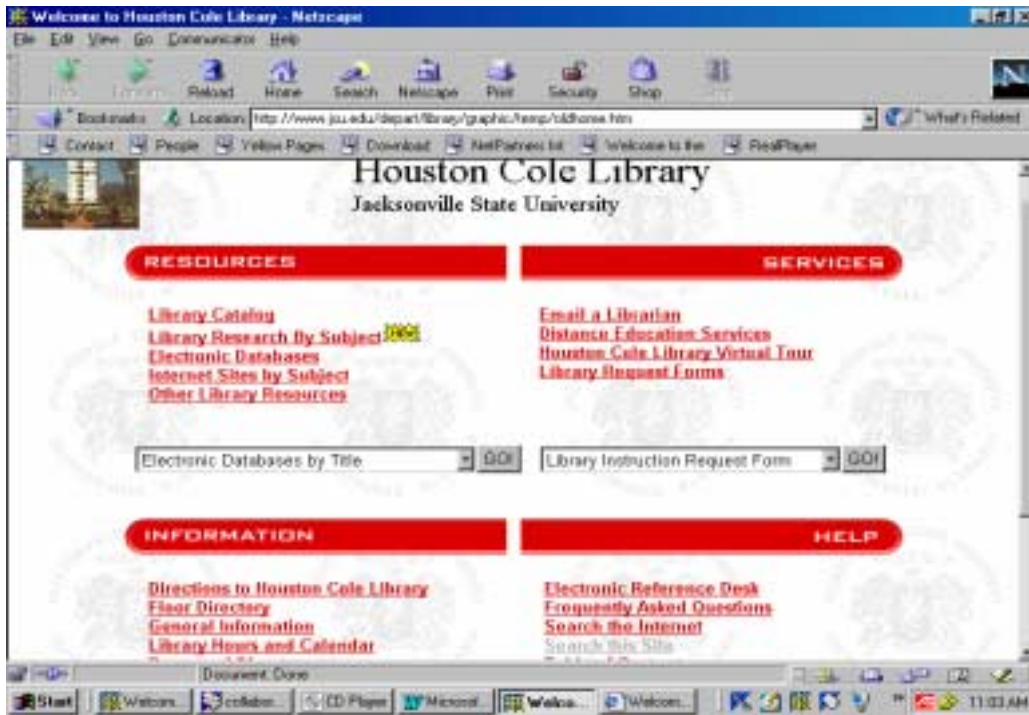 Welcome to Houston Cole Library - Netscape
File Edit View Go Communicator Help
Reload Home Search Netscape Print Security Shop
N
Bookmarks Location http://www.jsu.edu/depart/library/graphic/temp/oldhome.htm What's Related
Contact People Yellow Pages Download NetPartners list Welcome to the RealPlayer
Houston Cole Library
Jacksonville State University
RESOURCES
SERVICES
Library Catalog
Library Research By Subject
Electronic Databases
Internet Sites by Subject
Other Library Resources
Email a Librarian
Distance Education Services
Houston Cole Library Virtual Tour
Library Request Forms
Electronic Databases by Title GO!
Library Instruction Request Form GO!
INFORMATION
HELP
Directions to Houston Cole Library
Floor Directory
General Information
Library Hours and Calendar
Electronic Reference Desk
Frequently Asked Questions
Search the Internet
Search this Site
Document: Done
Start Welcom... collabor... CD Player Microsof... Welco... Welcom... 11:03 AM